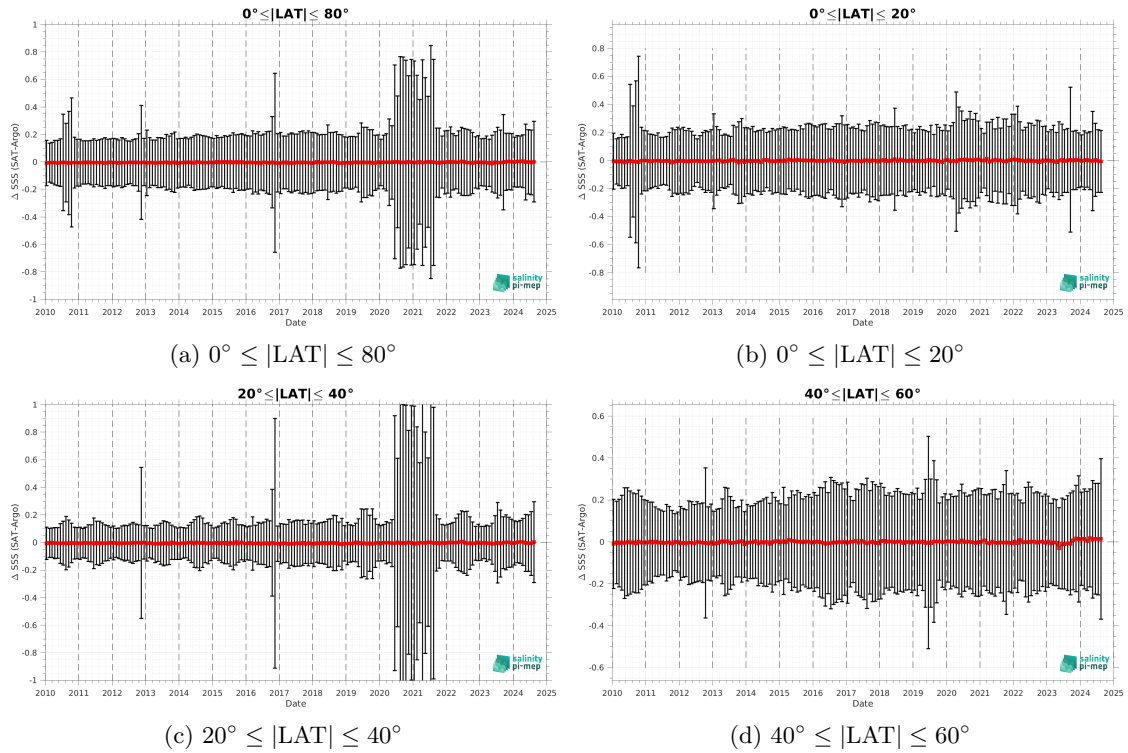 0°≤|LAT|≤ 80°
1
0.8
0.6
0.4
0.2
0
-0.2
-0.4
-0.6
-0.8
-1
Δ SSS (SAT-Argo)
salinity
pi-mep
2010 2011 2012 2013 2014 2015 2016 2017 2018 2019 2020 2021 2022 2023 2024 2025
Date
(a) 0° ≤ |LAT| ≤ 80°
0°≤|LAT|≤ 20°
0.8
0.6
0.4
0.2
0
-0.2
-0.4
-0.6
-0.8
Δ SSS (SAT-Argo)
salinity
pi-mep
2010 2011 2012 2013 2014 2015 2016 2017 2018 2019 2020 2021 2022 2023 2024 2025
Date
(b) 0° ≤ |LAT| ≤ 20°
20°≤|LAT|≤ 40°
1
0.8
0.6
0.4
0.2
0
-0.2
-0.4
-0.6
-0.8
-1
Δ SSS (SAT-Argo)
salinity
pi-mep
2010 2011 2012 2013 2014 2015 2016 2017 2018 2019 2020 2021 2022 2023 2024 2025
Date
(c) 20° ≤ |LAT| ≤ 40°
40°≤|LAT|≤ 60°
0.6
0.4
0.2
0
-0.2
-0.4
-0.6
Δ SSS (SAT-Argo)
salinity
pi-mep
2010 2011 2012 2013 2014 2015 2016 2017 2018 2019 2020 2021 2022 2023 2024 2025
Date
(d) 40° ≤ |LAT| ≤ 60°